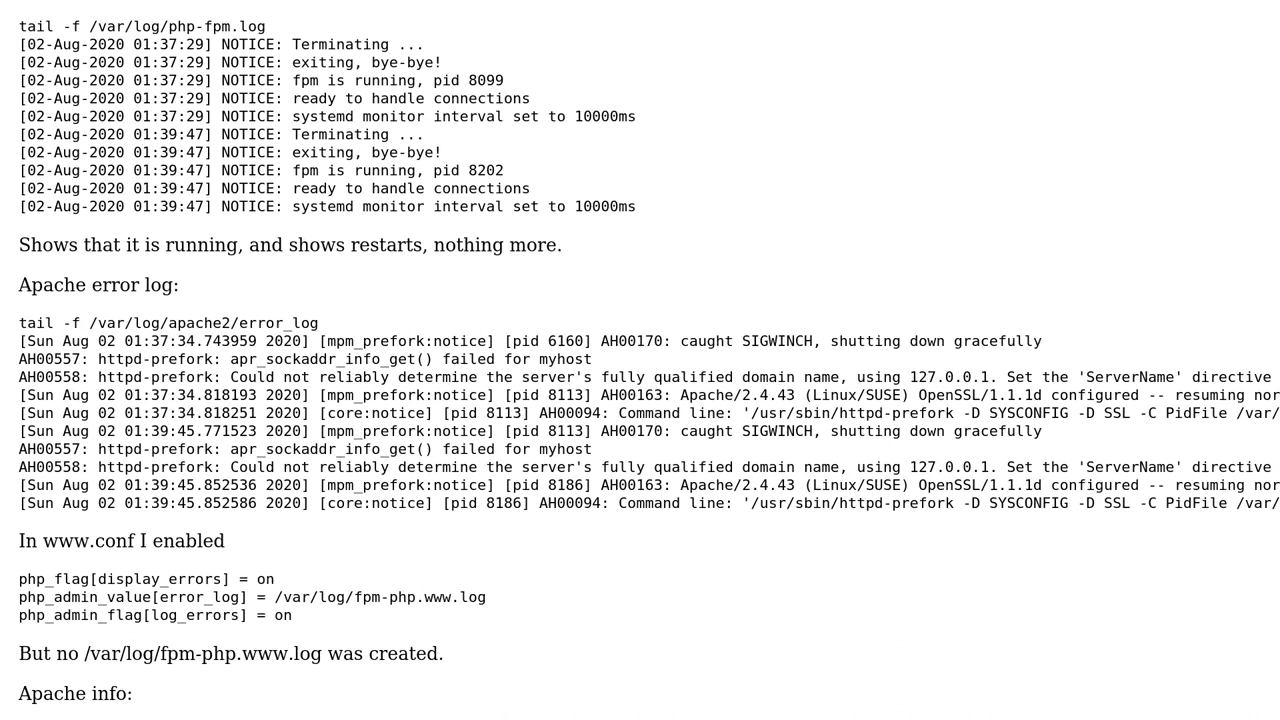 tail -f /var/log/php-fpm.log
[02-Aug-2020 01:37:29] NOTICE: Terminating ...
[02-Aug-2020 01:37:29] NOTICE: exiting, bye-bye!
[02-Aug-2020 01:37:29] NOTICE: fpm is running, pid 8099
[02-Aug-2020 01:37:29] NOTICE: ready to handle connections
[02-Aug-2020 01:37:29] NOTICE: systemd monitor interval set to 10000ms
[02-Aug-2020 01:39:47] NOTICE: Terminating ...
[02-Aug-2020 01:39:47] NOTICE: exiting, bye-bye!
[02-Aug-2020 01:39:47] NOTICE: fpm is running, pid 8202
[02-Aug-2020 01:39:47] NOTICE: ready to handle connections
[02-Aug-2020 01:39:47] NOTICE: systemd monitor interval set to 10000ms
Shows that it is running, and shows restarts, nothing more.
Apache error log:
tail -f /var/log/apache2/error_log
[Sun Aug 02 01:37:34.743959 2020] [mpm_prefork:notice] [pid 6160] AH00170: caught SIGWINCH, shutting down gracefully
AH00557: httpd-prefork: apr_sockaddr_info_get() failed for myhost
AH00558: httpd-prefork: Could not reliably determine the server's fully qualified domain name, using 127.0.0.1. Set the 'ServerName' directive
[Sun Aug 02 01:37:34.818193 2020] [mpm_prefork:notice] [pid 8113] AH00163: Apache/2.4.43 (Linux/SUSE) OpenSSL/1.1.1d configured -- resuming nor
[Sun Aug 02 01:37:34.818251 2020] [core:notice] [pid 8113] AH00094: Command line: '/usr/sbin/httpd-prefork -D SYSCONFIG -D SSL -C PidFile /var/
[Sun Aug 02 01:39:45.771523 2020] [mpm_prefork:notice] [pid 8113] AH00170: caught SIGWINCH, shutting down gracefully
AH00557: httpd-prefork: apr_sockaddr_info_get() failed for myhost
AH00558: httpd-prefork: Could not reliably determine the server's fully qualified domain name, using 127.0.0.1. Set the 'ServerName' directive
[Sun Aug 02 01:39:45.852536 2020] [mpm_prefork:notice] [pid 8186] AH00163: Apache/2.4.43 (Linux/SUSE) OpenSSL/1.1.1d configured -- resuming nor
[Sun Aug 02 01:39:45.852586 2020] [core:notice] [pid 8186] AH00094: Command line: '/usr/sbin/httpd-prefork -D SYSCONFIG -D SSL -C PidFile /var/
In www.conf I enabled
php_flag[display_errors] = on
php_admin_value[error_log] = /var/log/fpm-php.www.log
php_admin_flag[log_errors] = on
But no /var/log/fpm-php.www.log was created.
Apache info: